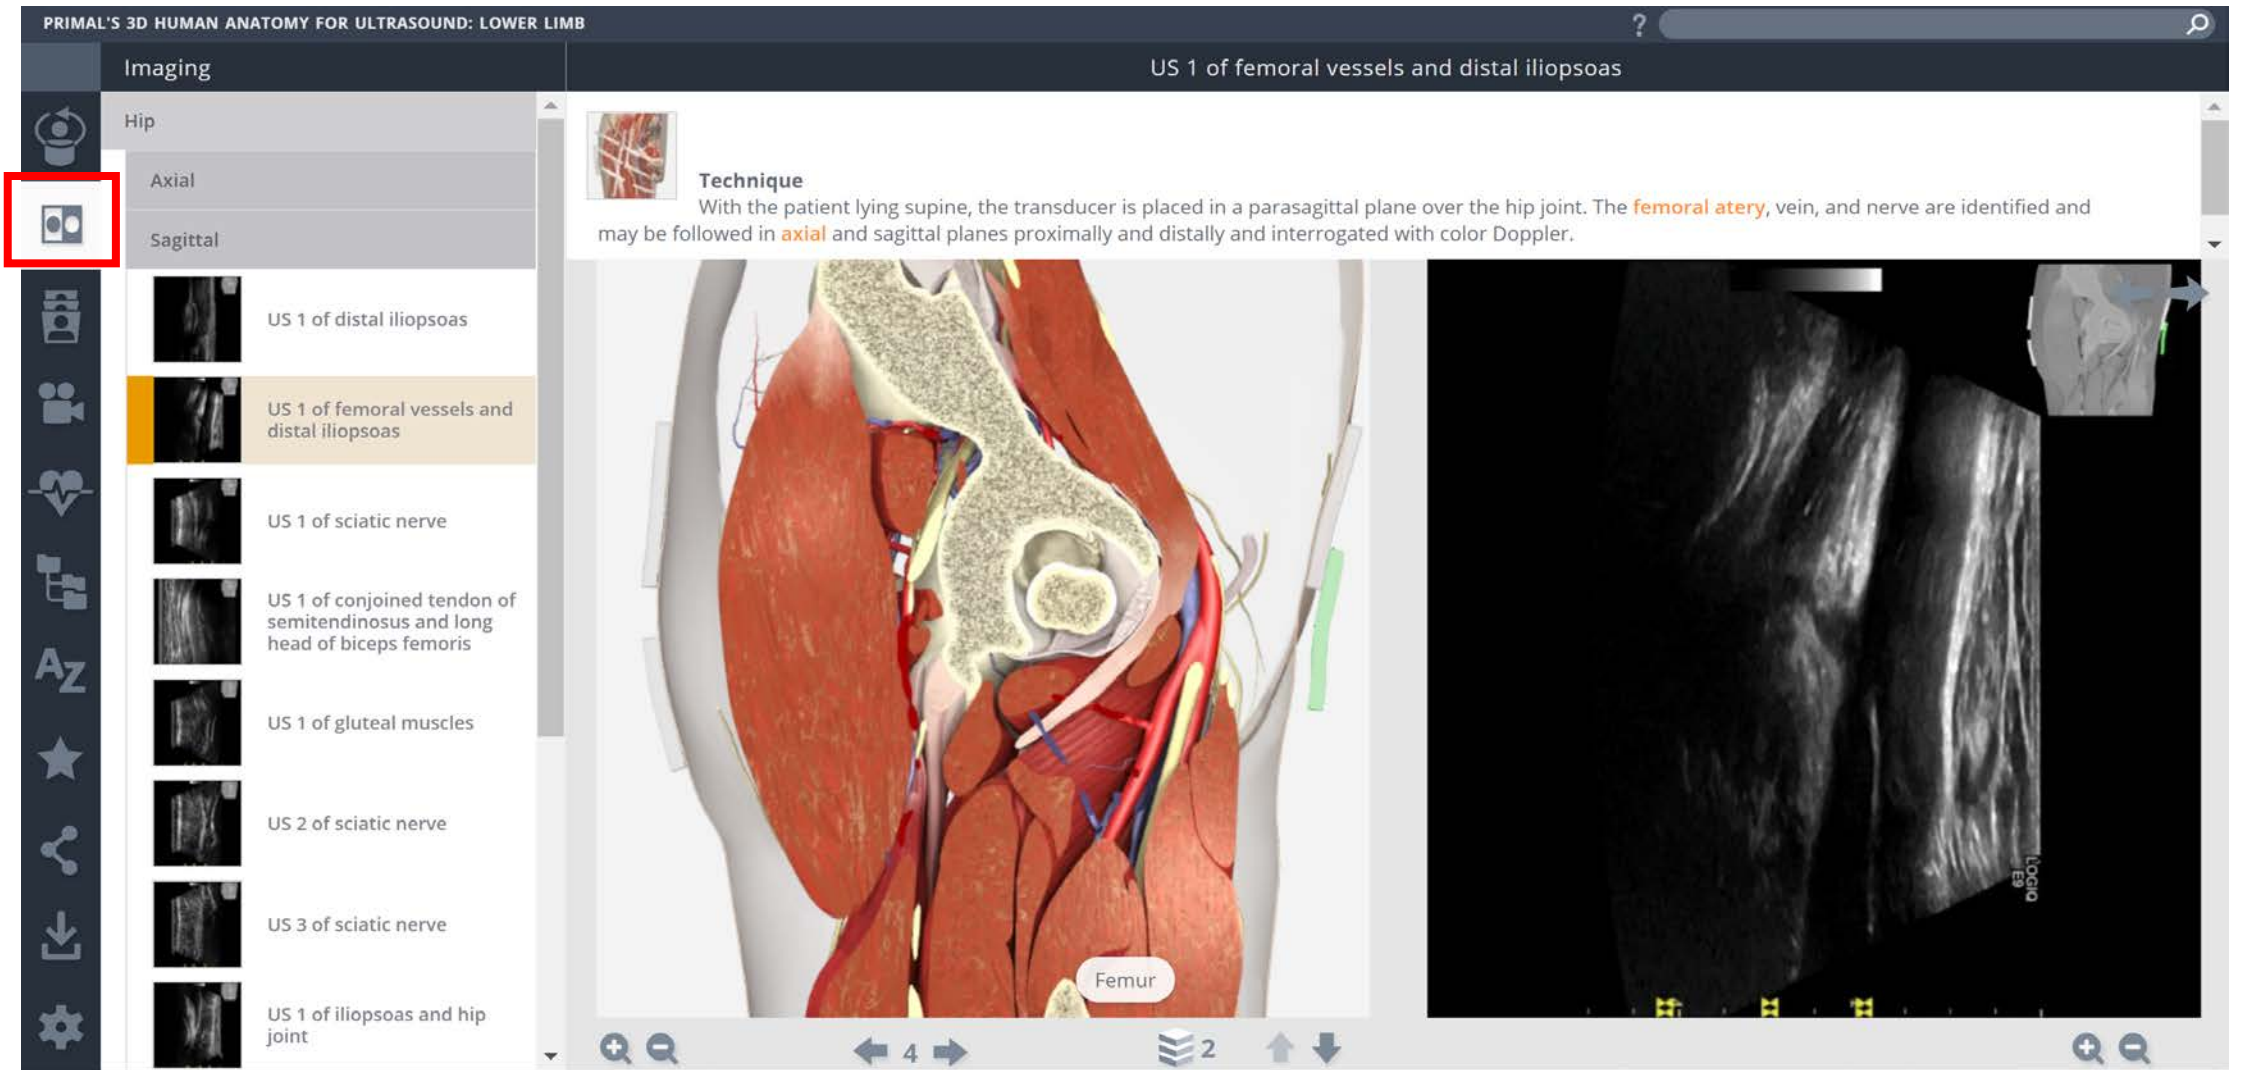 PRIMAL'S 3D HUMAN ANATOMY FOR ULTRASOUND: LOWER LIMB
?
Imaging
US 1 of femoral vessels and distal iliopsoas
Hip
Axial
Sagittal
US 1 of distal iliopsoas
US 1 of femoral vessels and
distal iliopsoas
US 1 of sciatic nerve
US 1 of conjoined tendon of
semitendinosus and long
head of biceps femoris
US 1 of gluteal muscles
US 2 of sciatic nerve
US 3 of sciatic nerve
US 1 of iliopsoas and hip
joint
AZ
Technique
With the patient lying supine, the transducer is placed in a parasagittal plane over the hip joint. The femoral atery, vein, and nerve are identified and
may be followed in axial and sagittal planes proximally and distally and interrogated with color Doppler.
Femur
LOGIQ
E9
4
2